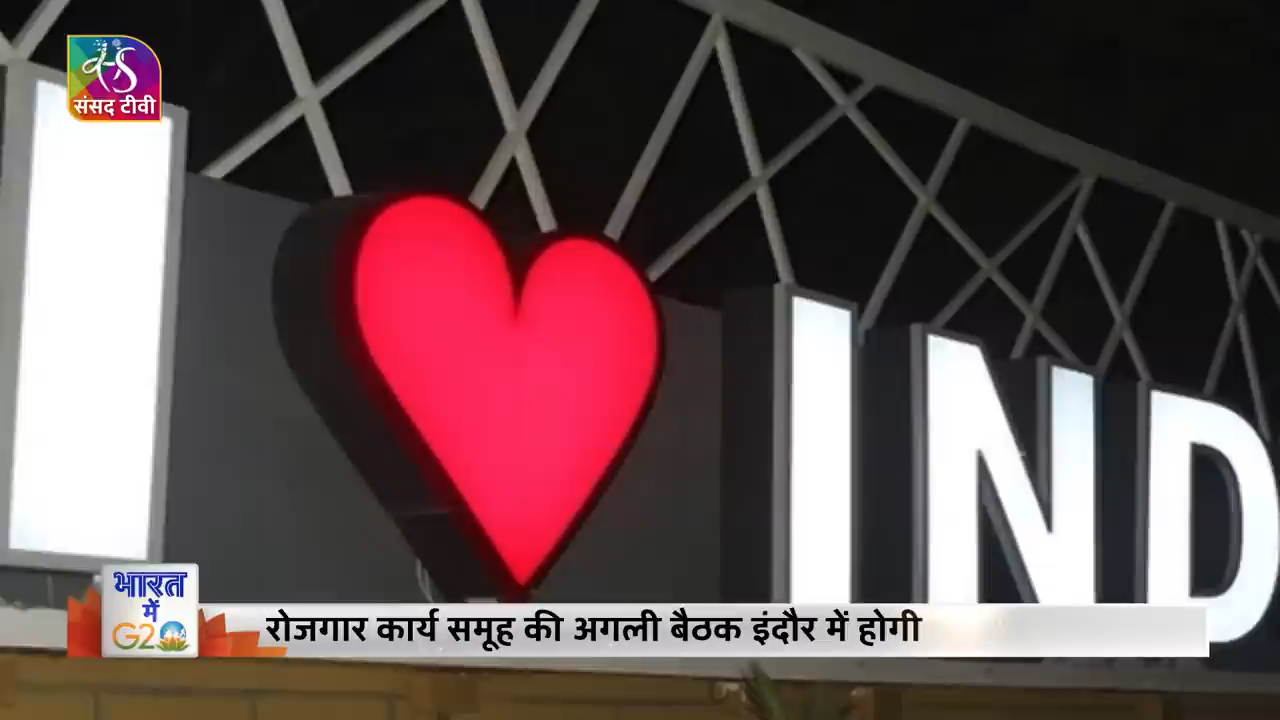 संसद टीवी
I ❤ IND
भारत
में
G20
रोजगार कार्य समूह की अगली बैठक इंदौर में होगी